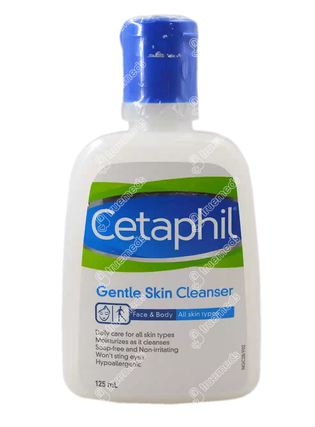 Cetaphil
Gentle Skin Cleanser
Face & Body
All skin types
Daily care for all skin types
Moisturizes as it cleanses
Soap-free and Non-irritating
Won't sting eyes
Hypoallergenic
125 mL
truemeds